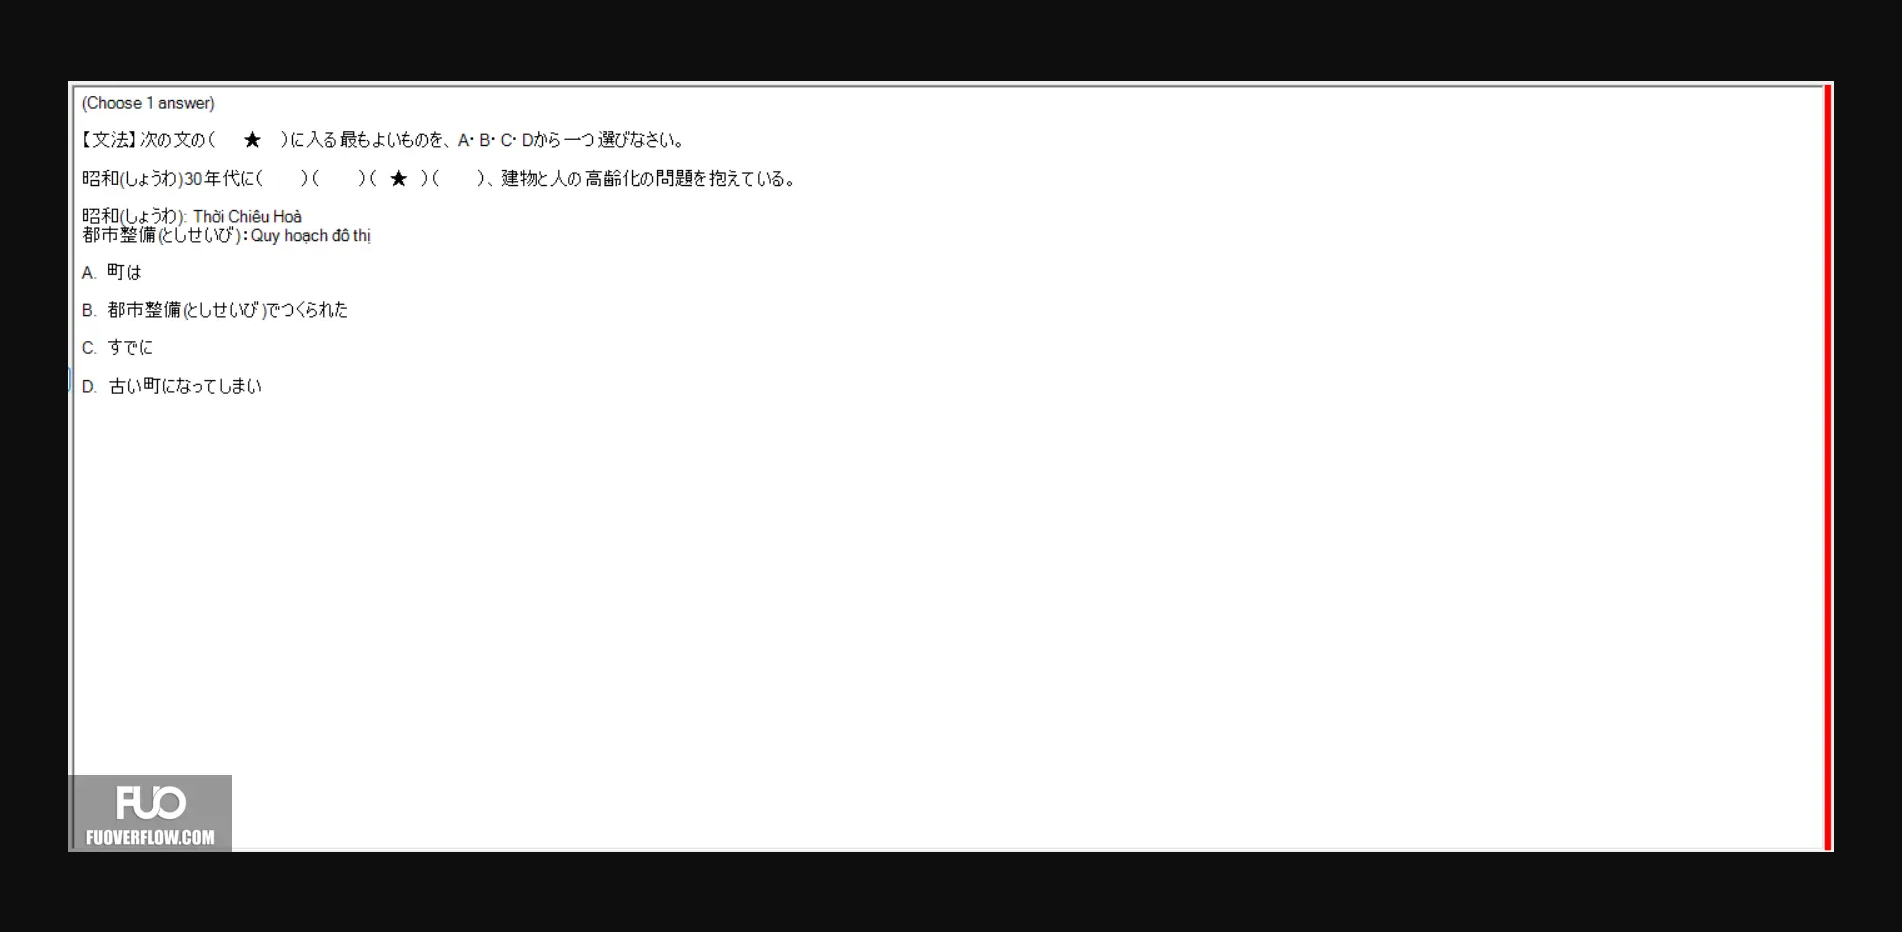 (Choose 1 answer)
【文法】次の文の(　★　)に入る最もよいものを、A・B・C・Dから一つ選びなさい。
昭和(しょうわ)30年代に(　　)(　　)( ★ )(　　)、建物と人の高齢化の問題を抱えている。
昭和(しょうわ): Thời Chiêu Hoà
都市整備(としせいび)：Quy hoạch đô thị
A. 町は
B. 都市整備(としせいび)でつくられた
C. すでに
D. 古い町になってしまい
FUO
FUOVERFLOW.COM